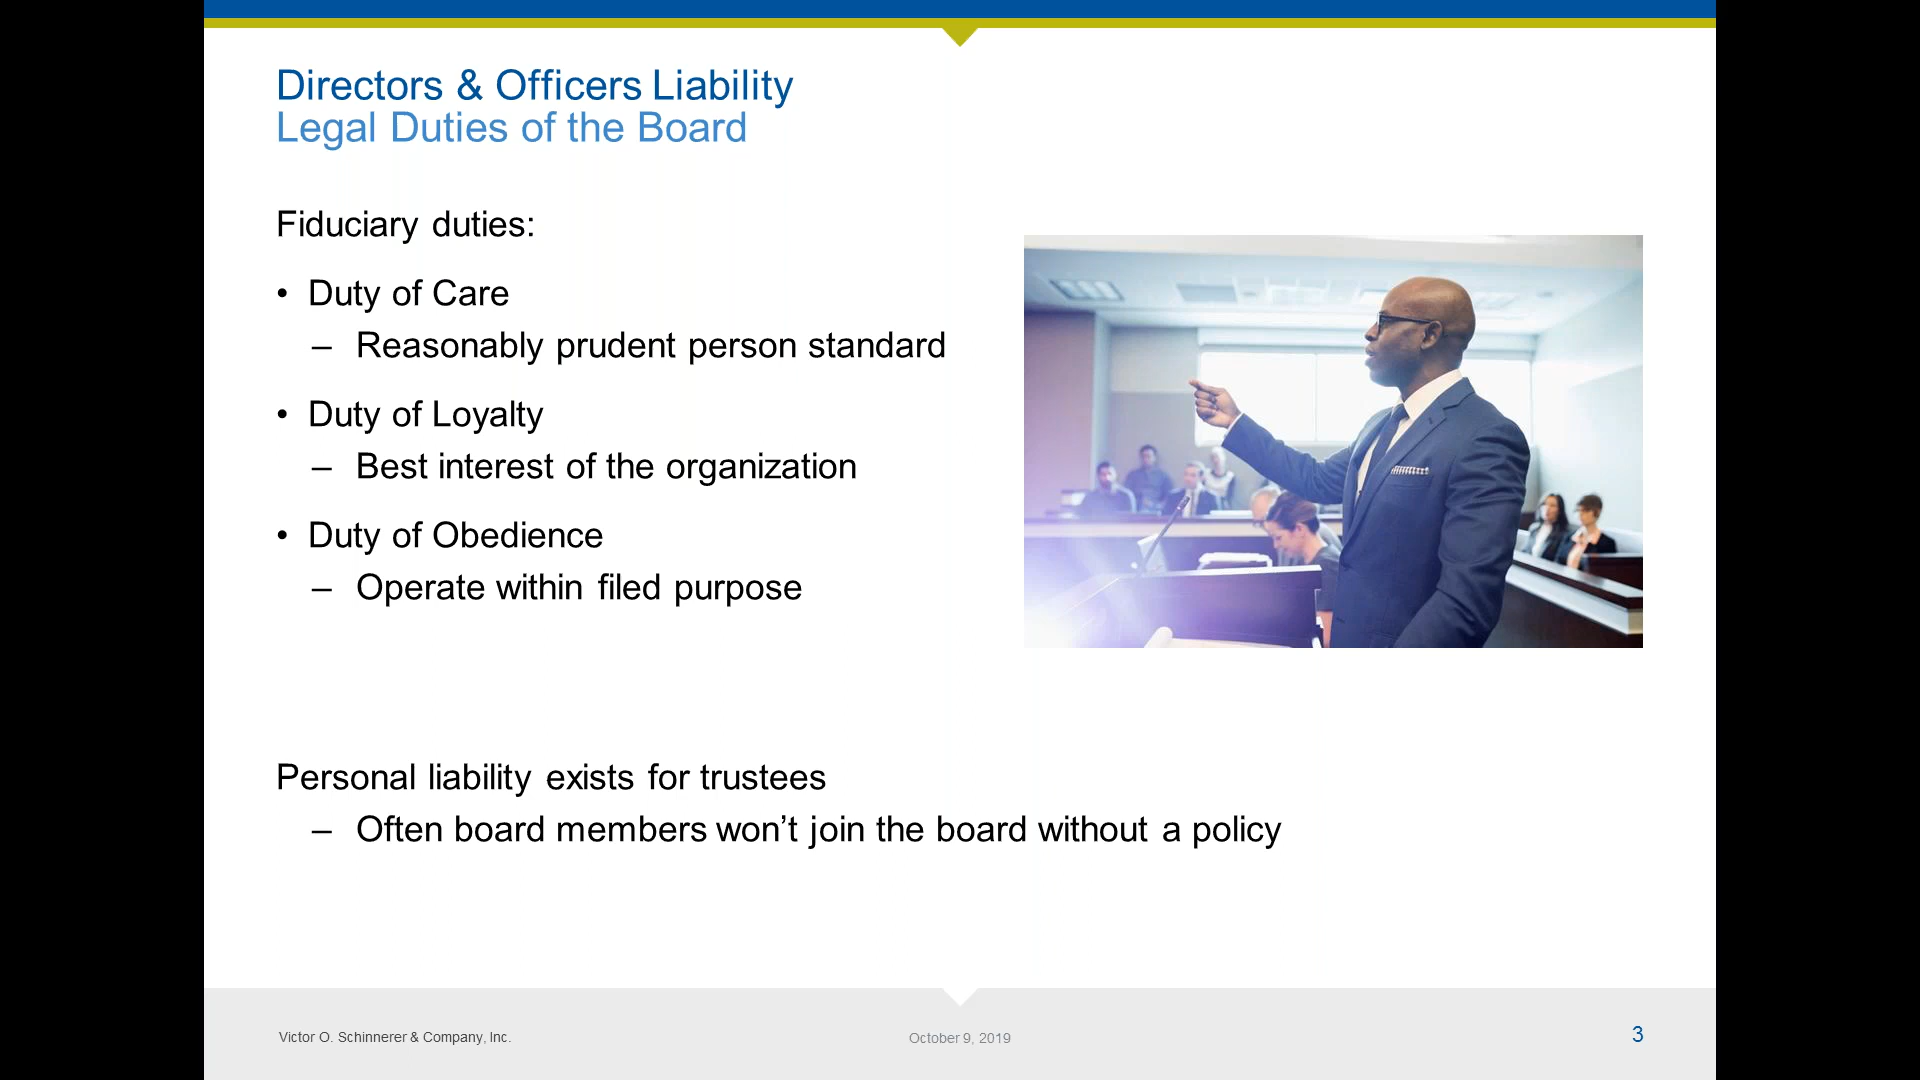 Directors & Officers Liability
Legal Duties of the Board
Fiduciary duties:
• Duty of Care
– Reasonably prudent person standard
• Duty of Loyalty
– Best interest of the organization
• Duty of Obedience
– Operate within filed purpose
Personal liability exists for trustees
– Often board members won’t join the board without a policy
Victor O. Schinnerer & Company, Inc.
October 9, 2019
3